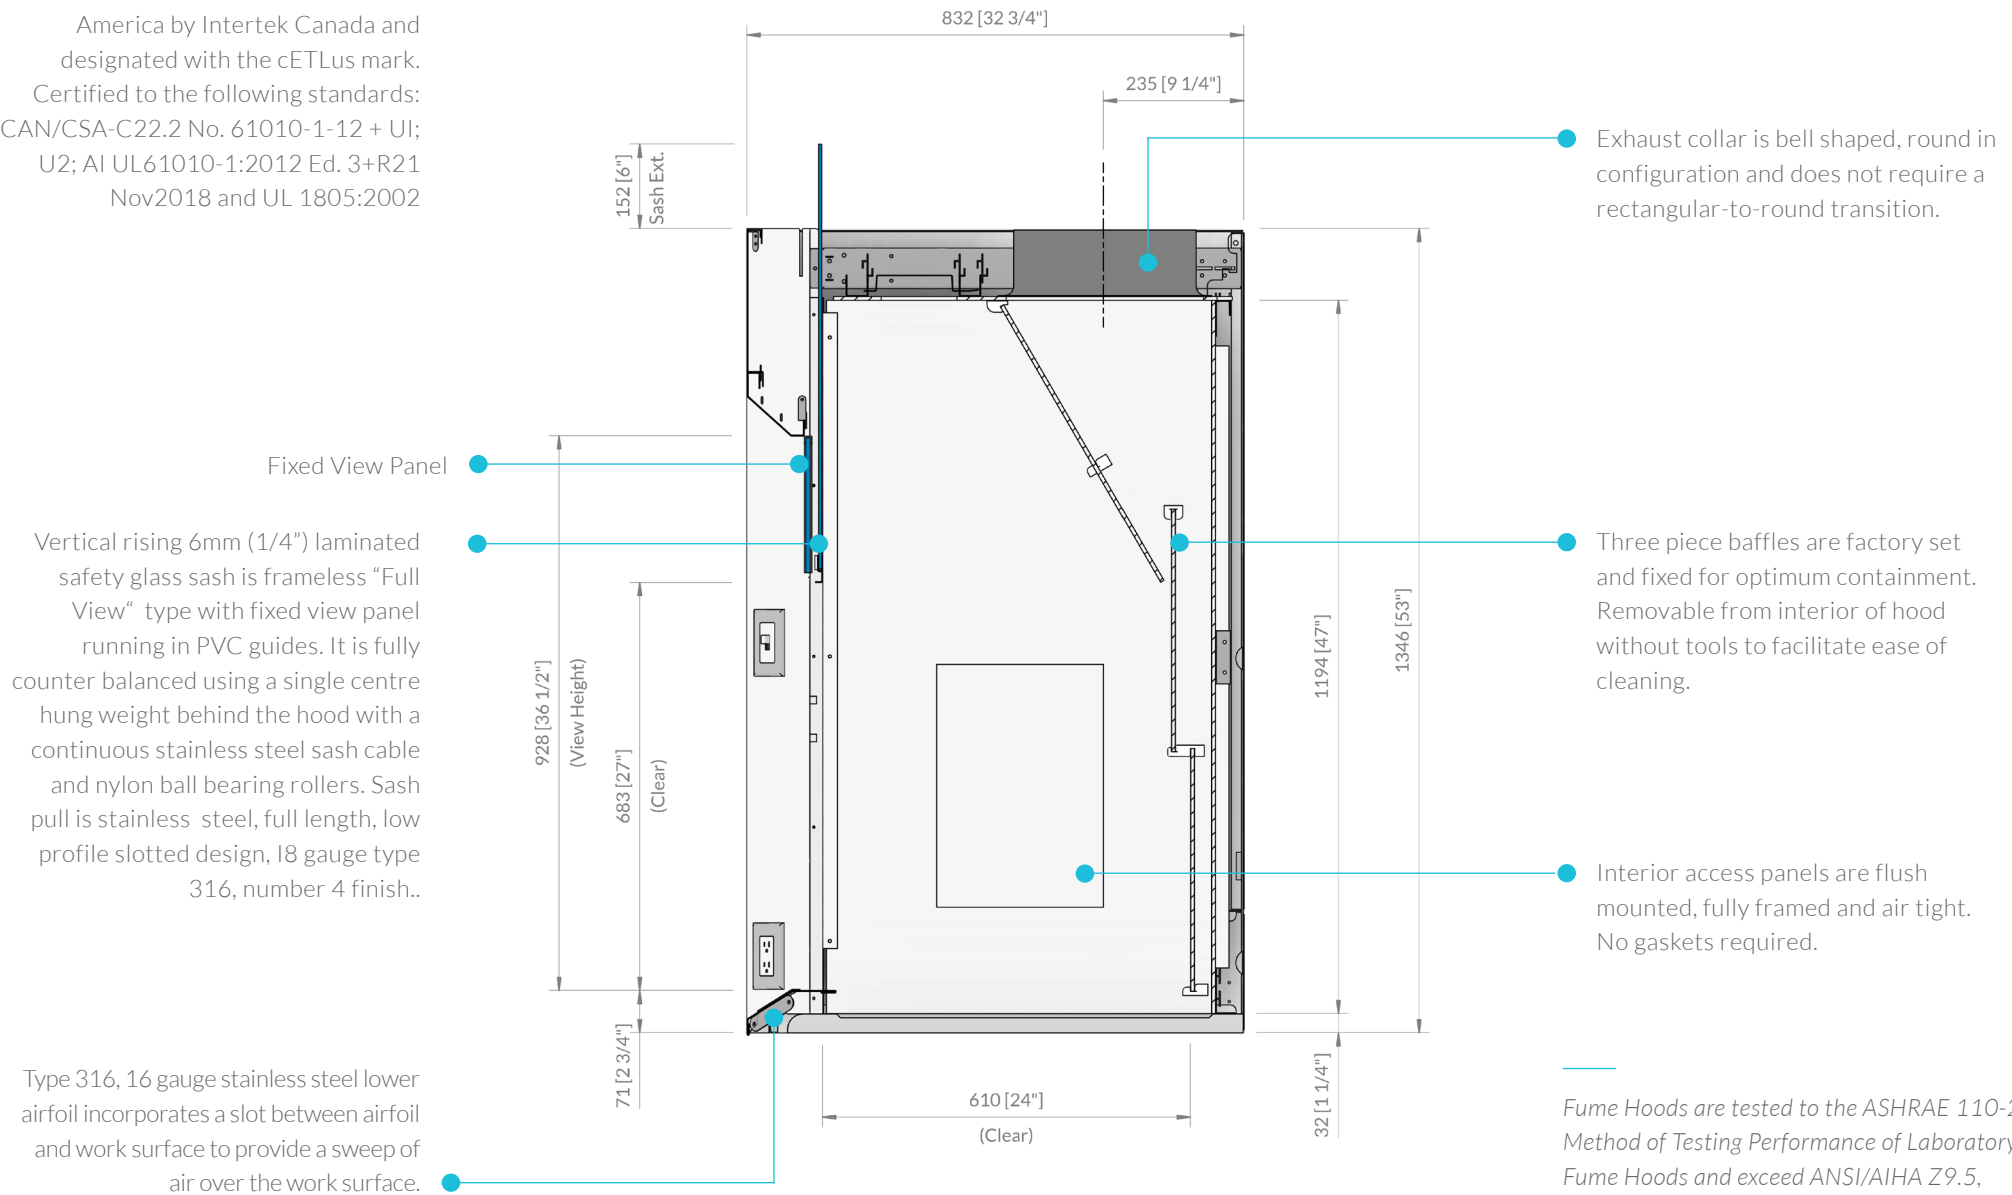 America by Intertek Canada and
designated with the cETLus mark.
Certified to the following standards:
CAN/CSA-C22.2 No. 61010-1-12 + UI;
U2; AI UL61010-1:2012 Ed. 3+R21
Nov2018 and UL 1805:2002
Fixed View Panel
Vertical rising 6mm (1/4”) laminated
safety glass sash is frameless “Full
View“ type with fixed view panel
running in PVC guides. It is fully
counter balanced using a single centre
hung weight behind the hood with a
continuous stainless steel sash cable
and nylon ball bearing rollers. Sash
pull is stainless steel, full length, low
profile slotted design, I8 gauge type
316, number 4 finish..
Type 316, 16 gauge stainless steel lower
airfoil incorporates a slot between airfoil
and work surface to provide a sweep of
air over the work surface.
832 [32 3/4"]
235 [9 1/4"]
152 [6"]
Sash Ext.
928 [36 1/2"]
(View Height)
683 [27"]
(Clear)
71 [2 3/4"]
610 [24"]
(Clear)
1194 [47"]
1346 [53"]
32 [1 1/4"]
Exhaust collar is bell shaped, round in
configuration and does not require a
rectangular-to-round transition.
Three piece baffles are factory set
and fixed for optimum containment.
Removable from interior of hood
without tools to facilitate ease of
cleaning.
Interior access panels are flush
mounted, fully framed and air tight.
No gaskets required.
Fume Hoods are tested to the ASHRAE 110-2
Method of Testing Performance of Laboratory
Fume Hoods and exceed ANSI/AIHA Z9.5,